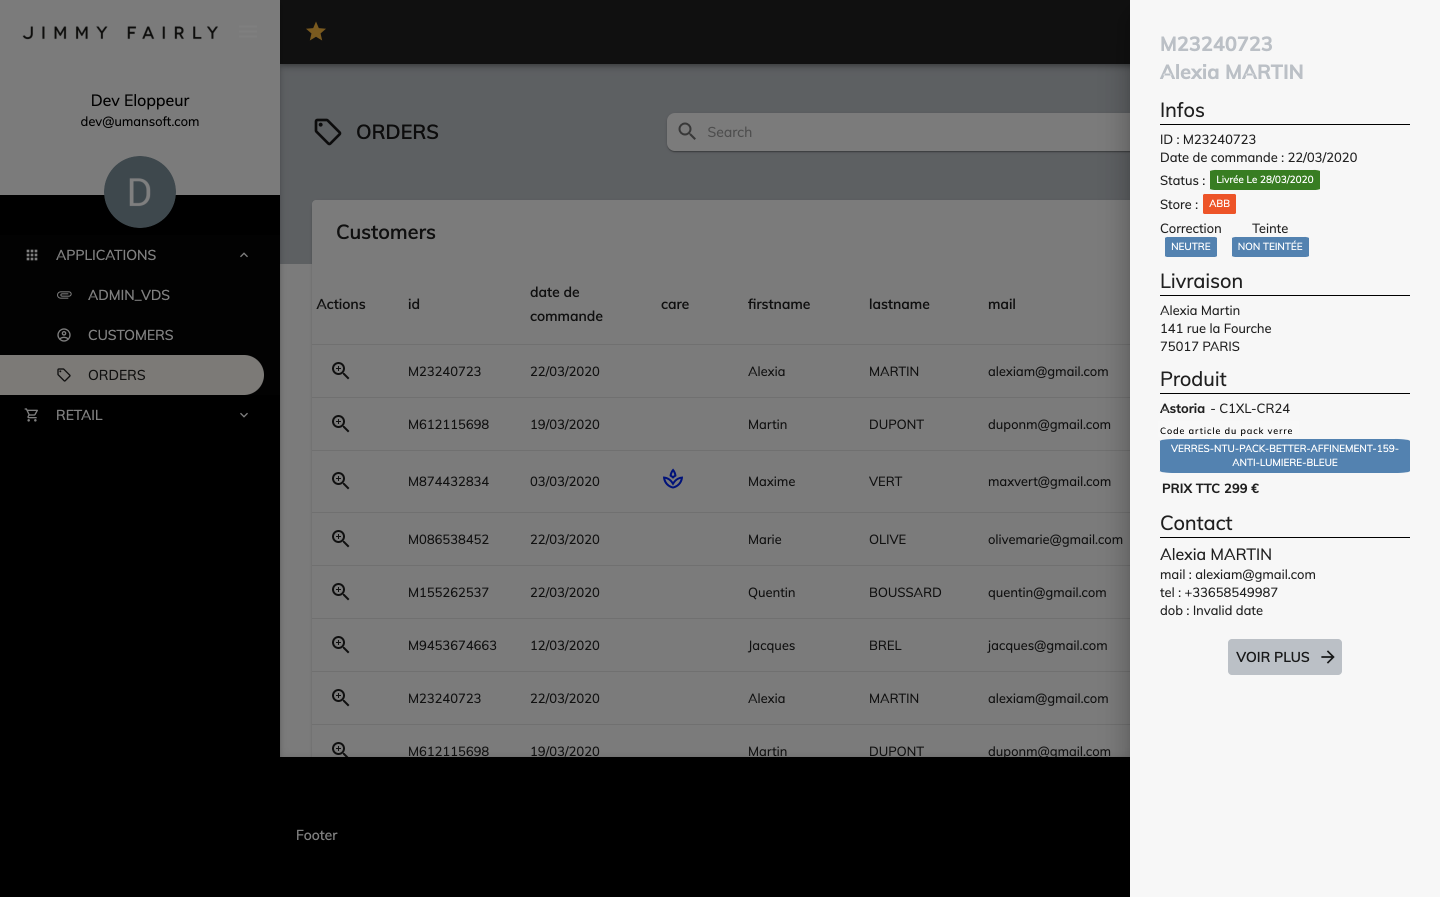 JIMMY FAIRLY
Dev Eloppeur
dev@umansoft.com
D
APPLICATIONS
ADMIN_VDS
CUSTOMERS
ORDERS
RETAIL
ORDERS
Search
Customers
Actions id date de commande care firstname lastname mail
M23240723 22/03/2020 Alexia MARTIN alexiam@gmail.com
M612115698 19/03/2020 Martin DUPONT duponm@gmail.com
M874432834 03/03/2020 Maxime VERT maxvert@gmail.com
M086538452 22/03/2020 Marie OLIVE olivemarie@gmail.com
M155262537 22/03/2020 Quentin BOUSSARD quentin@gmail.com
M9453674663 12/03/2020 Jacques BREL jacques@gmail.com
M23240723 22/03/2020 Alexia MARTIN alexiam@gmail.com
M612115698 19/03/2020 Martin DUPONT duponm@gmail.com
Footer
M23240723
Alexia MARTIN
Infos
ID : M23240723
Date de commande : 22/03/2020
Status : Livrée Le 28/03/2020
Store : ABB
Correction Teinte
NEUTRE NON TEINTÉE
Livraison
Alexia Martin
141 rue la Fourche
75017 PARIS
Produit
Astoria - C1XL-CR24
Code article du pack verre
VERRES-NTU-PACK-BETTER-AFFINEMENT-159-
ANTI-LUMIERE-BLEUE
PRIX TTC 299 €
Contact
Alexia MARTIN
mail : alexiam@gmail.com
tel : +33658549987
dob : Invalid date
VOIR PLUS